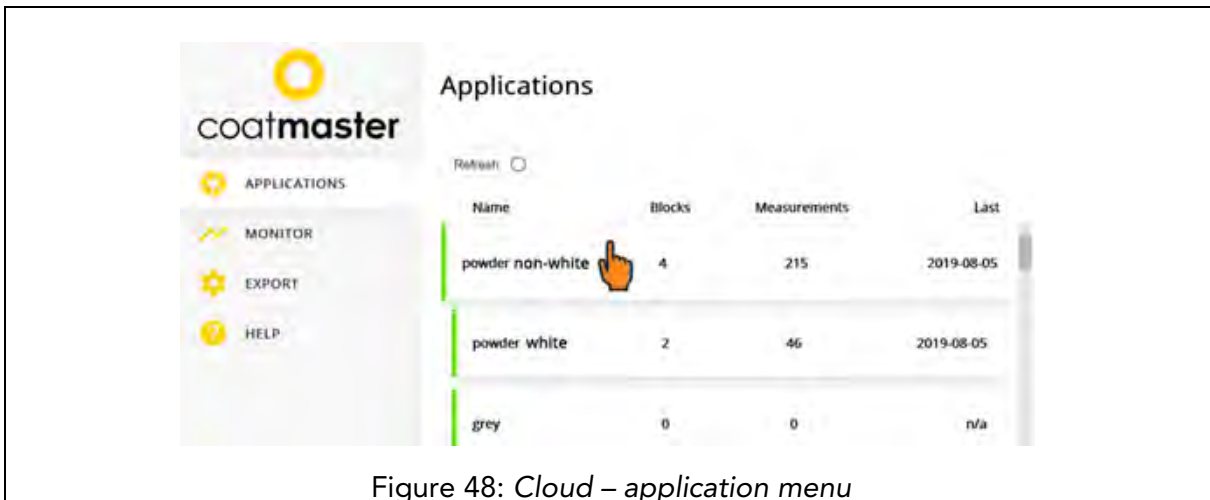 coatmaster
APPLICATIONS
MONITOR
EXPORT
HELP
Applications
Refresh
Name Blocks Measurements Last
powder non-white 4 215 2019-08-05
powder white 2 46 2019-08-05
grey 0 0 n/a
Figure 48: Cloud – application menu